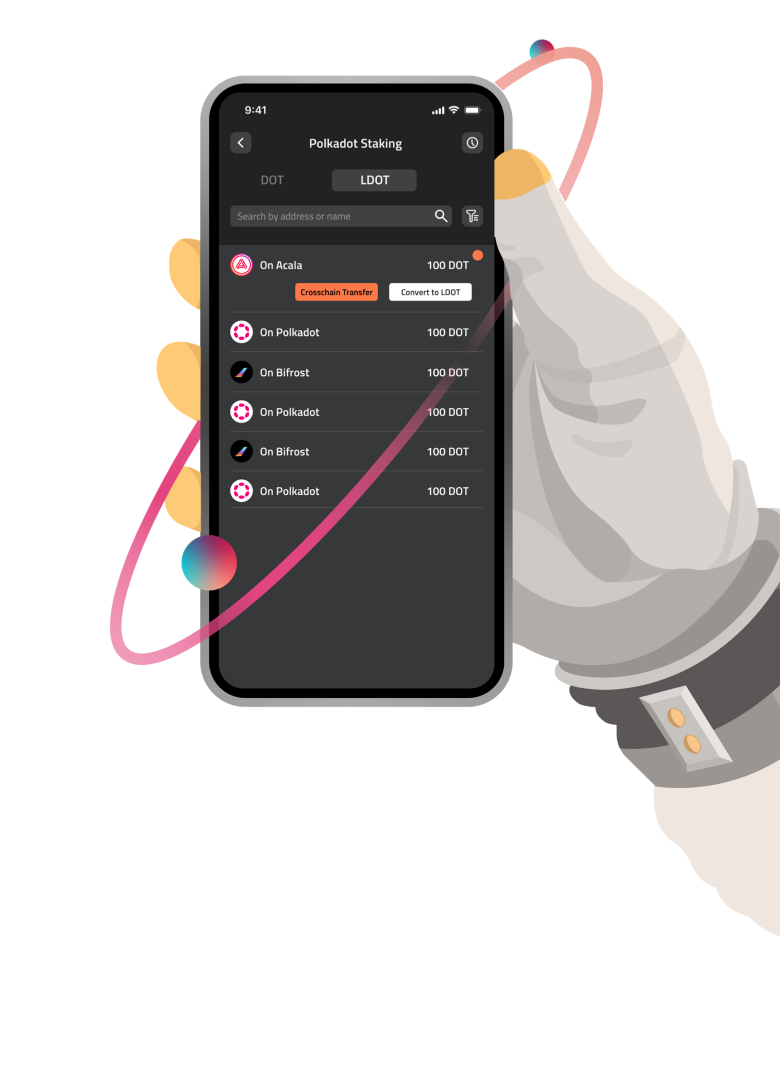 9:41
Polkadot Staking
DOT LDOT
Search by address or name
On Acala 100 DOT
Crosschain Transfer Convert to LDOT
On Polkadot 100 DOT
On Bifrost 100 DOT
On Polkadot 100 DOT
On Bifrost 100 DOT
On Polkadot 100 DOT